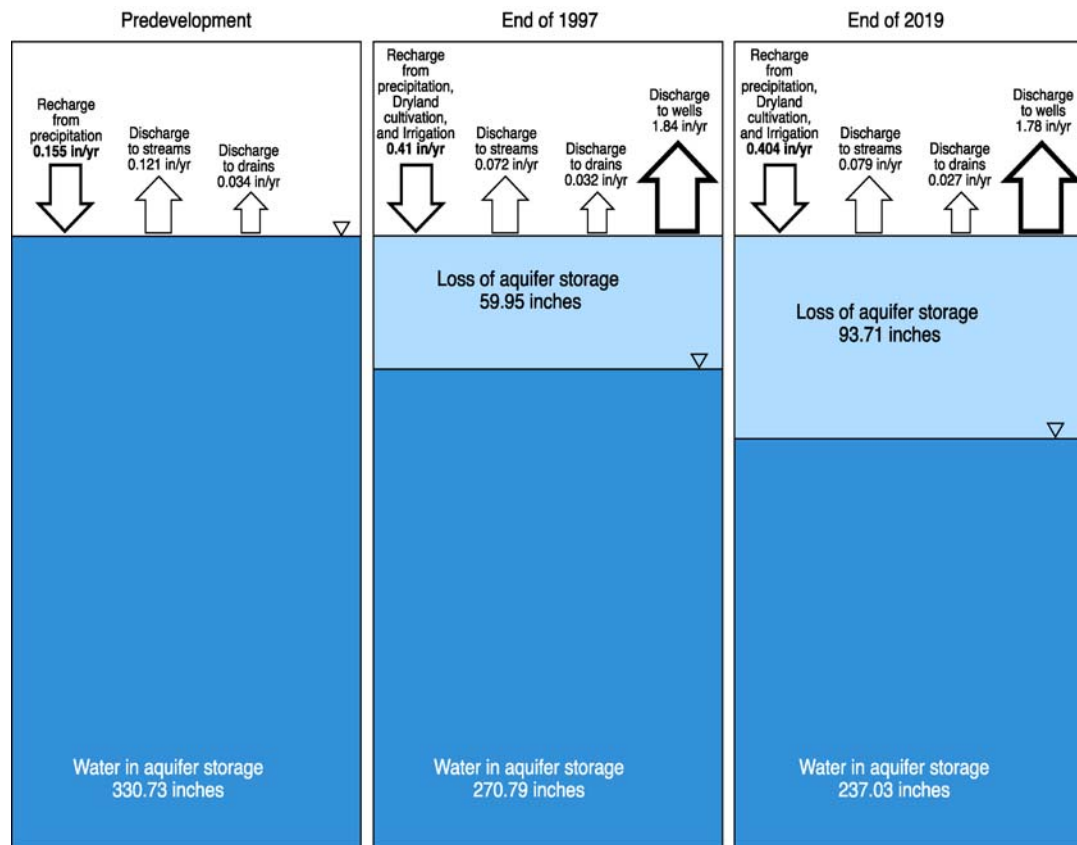 Predevelopment
Recharge
from
precipitation
0.155 in/yr
Discharge
to streams
0.121 in/yr
Discharge
to drains
0.034 in/yr
Water in aquifer storage
330.73 inches
End of 1997
Recharge
from
precipitation,
Dryland
cultivation,
and Irrigation
0.41 in/yr
Discharge
to streams
0.072 in/yr
Discharge
to drains
0.032 in/yr
Discharge
to wells
1.84 in/yr
Loss of aquifer storage
59.95 inches
Water in aquifer storage
270.79 inches
End of 2019
Recharge
from
precipitation,
Dryland
cultivation,
and Irrigation
0.404 in/yr
Discharge
to streams
0.079 in/yr
Discharge
to drains
0.027 in/yr
Discharge
to wells
1.78 in/yr
Loss of aquifer storage
93.71 inches
Water in aquifer storage
237.03 inches